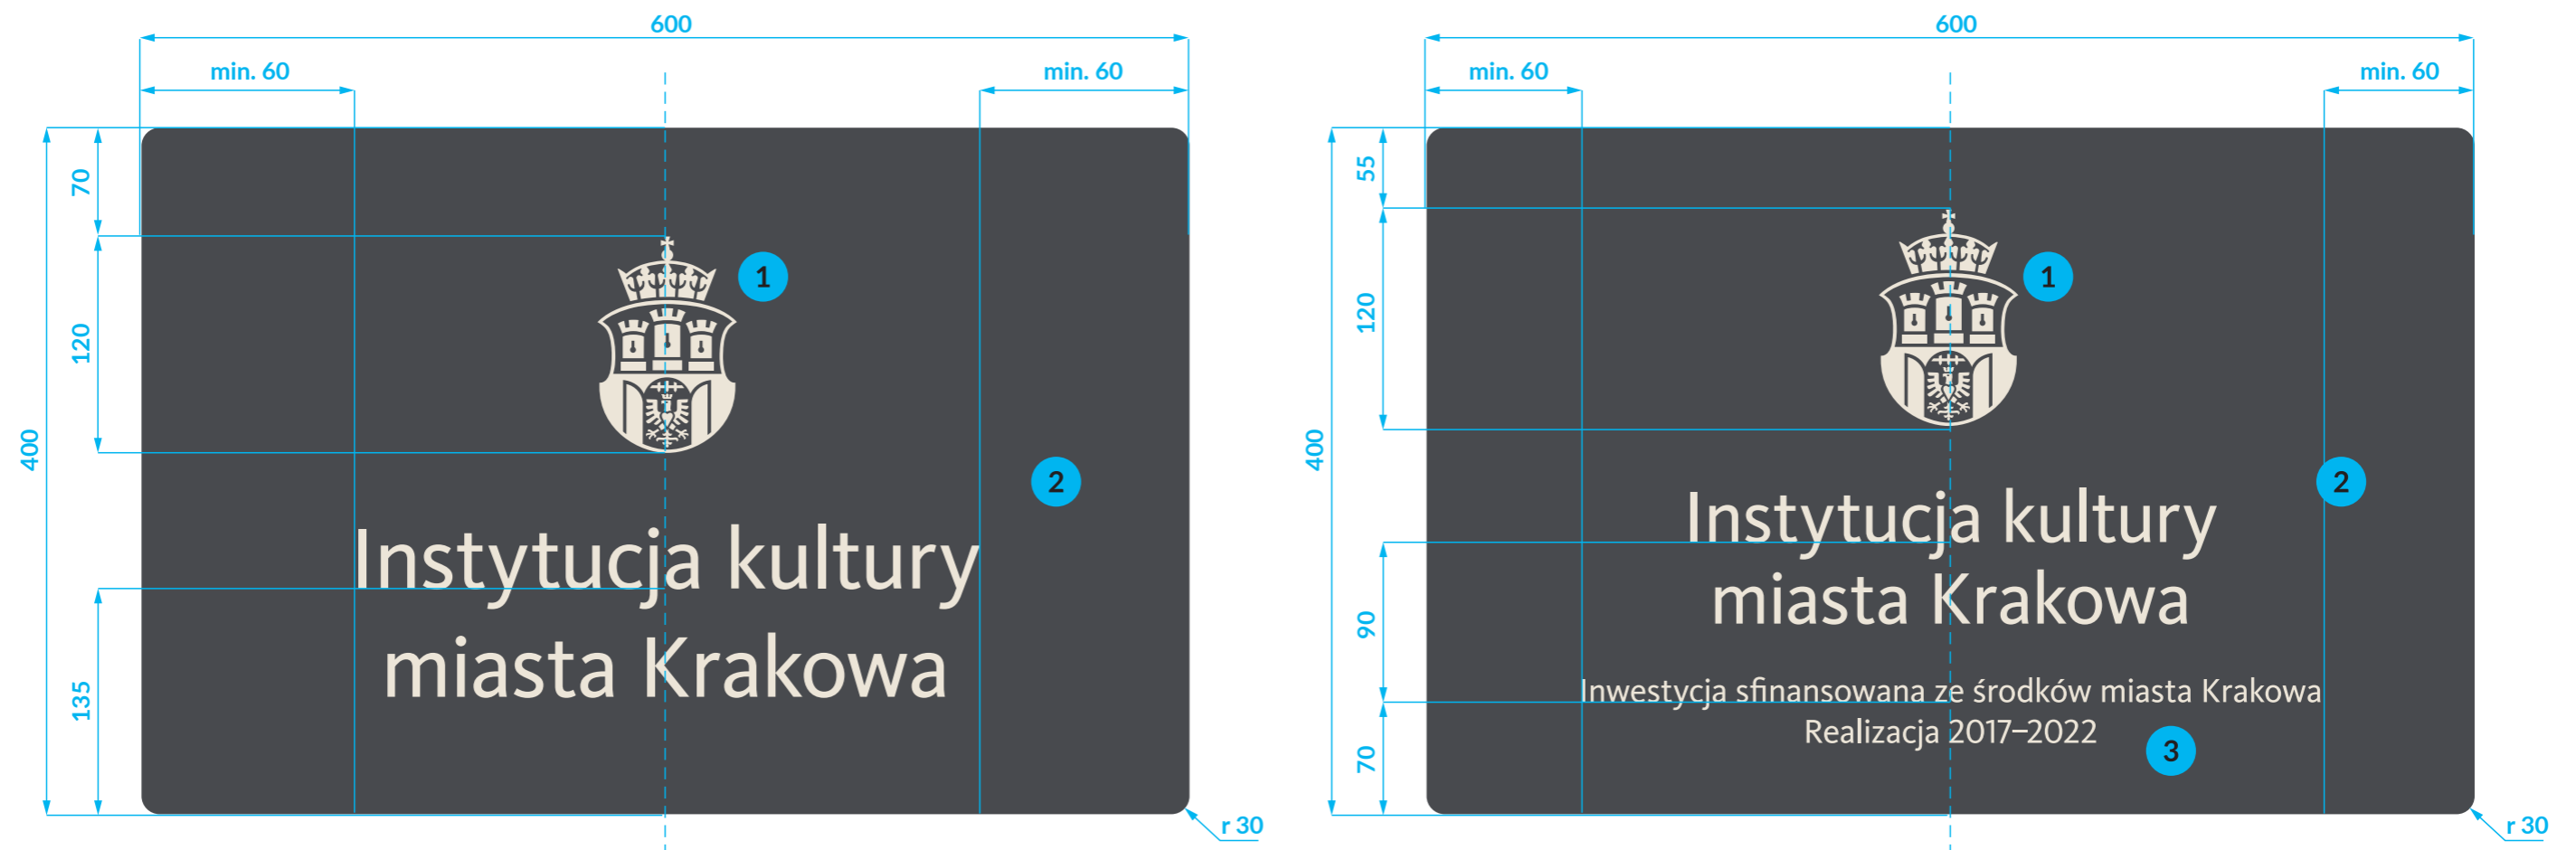 600
min. 60
min. 60
70
120
400
135
1
2
Instytucja kultury
miasta Krakowa
r 30
600
min. 60
min. 60
55
120
400
90
70
1
2
Instytucja kultury
miasta Krakowa
Inwestycja sfinansowana ze środków miasta Krakowa
Realizacja 2017–2022
3
r 30